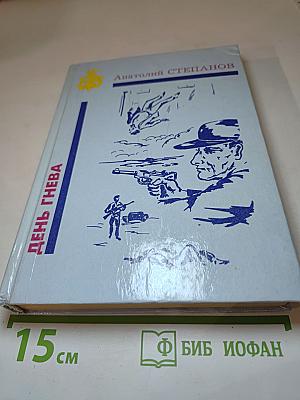 Анатолий СТЕПАНОВ
ДЕНЬ ГНЕВА
15 см
Ф БИБ ИОФАН